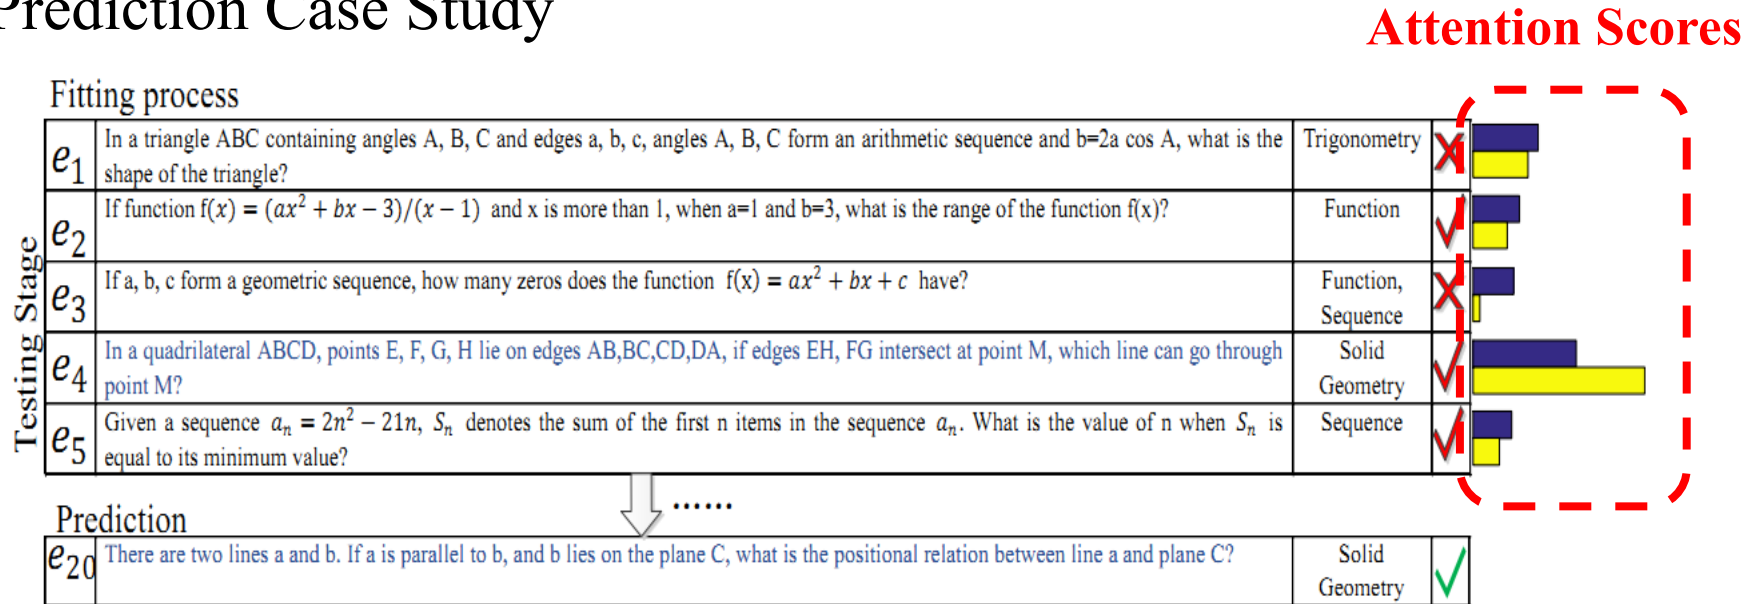 Prediction Case Study
Attention Scores
Fitting process
Testing Stage
e₁ In a triangle ABC containing angles A, B, C and edges a, b, c, angles A, B, C form an arithmetic sequence and b=2a cos A, what is the Trigonometry
shape of the triangle?
e₂ If function f(x) = (ax² + bx − 3)/(x − 1) and x is more than 1, when a=1 and b=3, what is the range of the function f(x)? Function
e₃ If a, b, c form a geometric sequence, how many zeros does the function f(x) = ax² + bx + c have? Function,
Sequence
e₄ In a quadrilateral ABCD, points E, F, G, H lie on edges AB,BC,CD,DA, if edges EH, FG intersect at point M, which line can go through Solid
point M? Geometry
e₅ Given a sequence aₙ = 2n² − 21n, Sₙ denotes the sum of the first n items in the sequence aₙ. What is the value of n when Sₙ is Sequence
equal to its minimum value?
......
Prediction
e₂₀ There are two lines a and b. If a is parallel to b, and b lies on the plane C, what is the positional relation between line a and plane C? Solid
Geometry